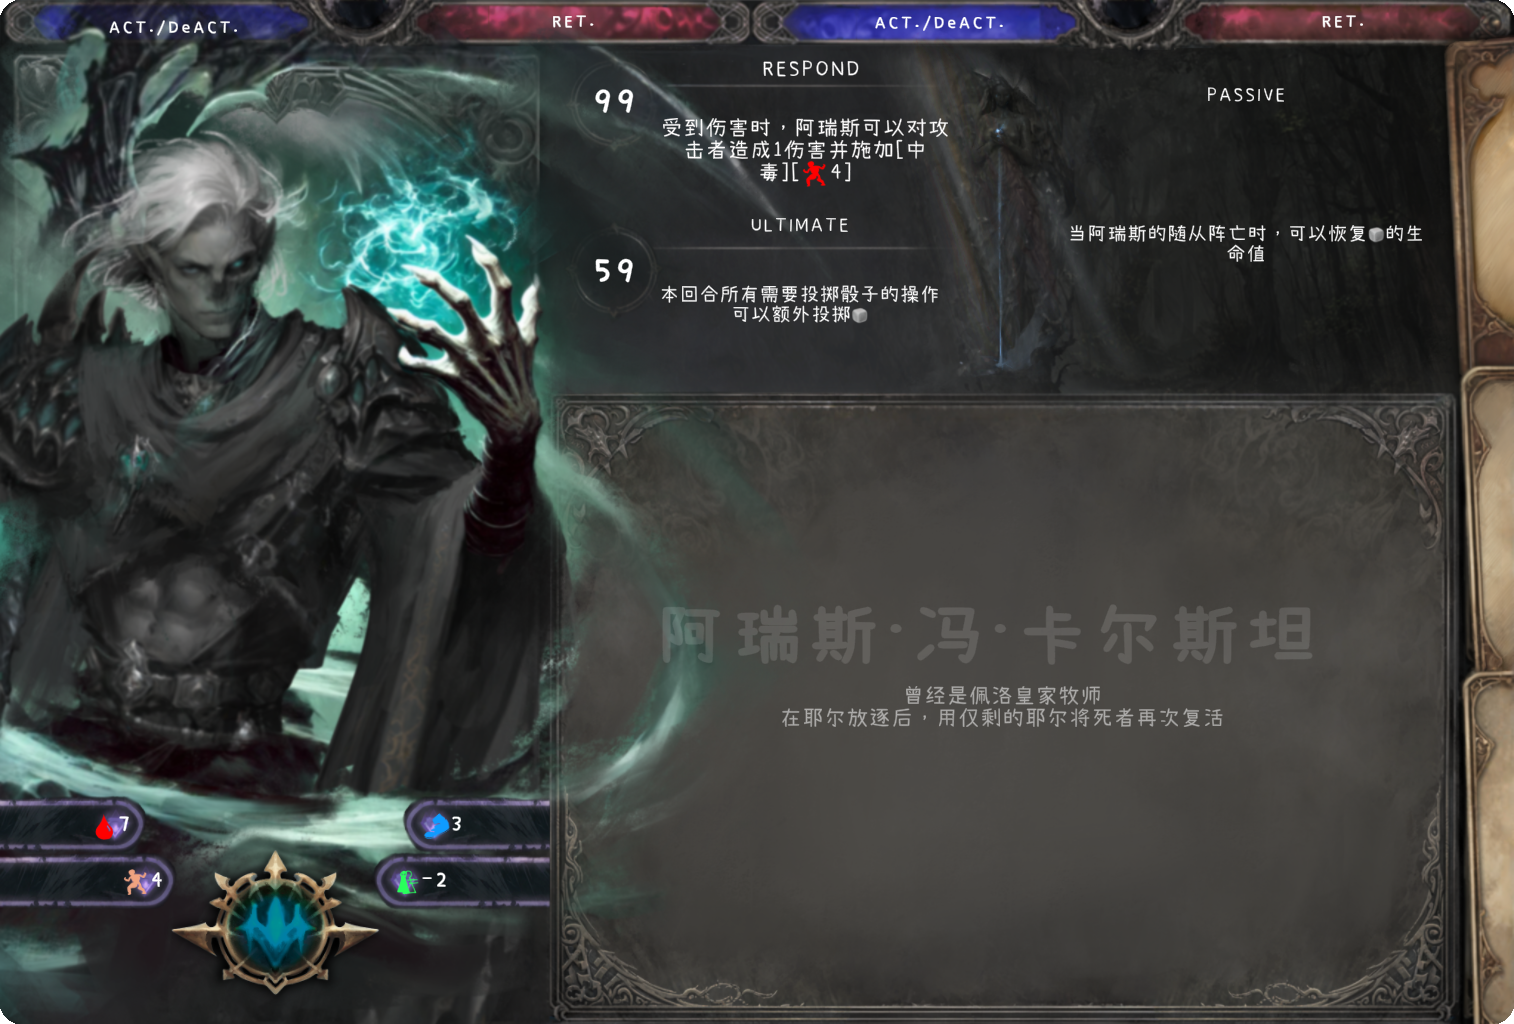 ACT./DeACT.
RET.
ACT./DeACT.
RET.
RESPOND
99
受到伤害时，阿瑞斯可以对攻
击者造成1伤害并施加[中
毒][4]
ULTIMATE
59
本回合所有需要投掷骰子的操作
可以额外投掷
PASSIVE
当阿瑞斯的随从阵亡时，可以恢复的生
命值
阿瑞斯·冯·卡尔斯坦
曾经是佩洛皇家牧师
在耶尔放逐后，用仅剩的耶尔将死者再次复活
7
3
4
-2